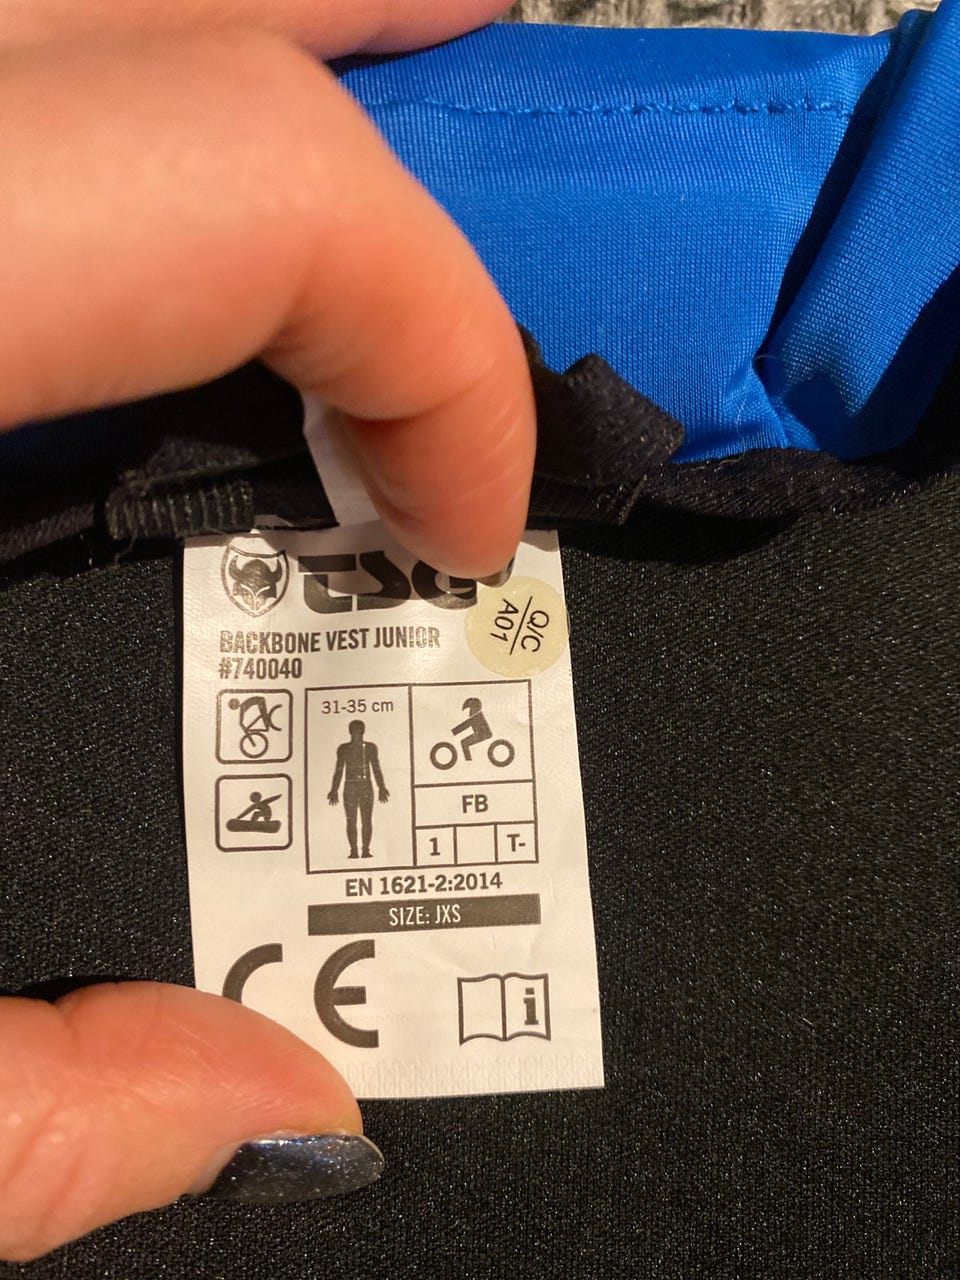 TSG
Q/C
A01
BACKBONE VEST JUNIOR
#740040
31-35 cm
FB
1
T-
EN 1621-2:2014
SIZE: JXS
CE
i